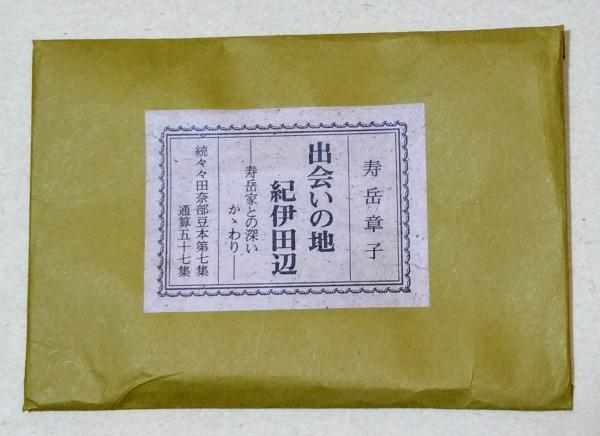 寿岳章子
出会いの地
紀伊田辺
―寿岳家との深い
かゝわり―
続々々田奈部豆本第七集
通算五十七集